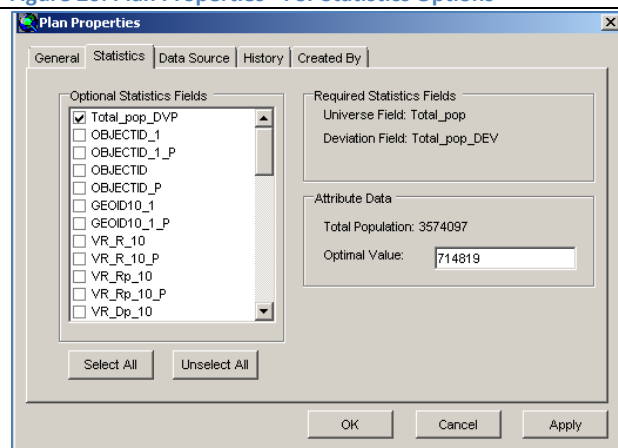 Figure 20: Plan Properties - For Statistics Options
Plan Properties
General Statistics Data Source History Created By
Optional Statistics Fields
Total_pop_DVP
OBJECTID_1
OBJECTID_1_P
OBJECTID
OBJECTID_P
GEOID10_1
GEOID10_1_P
VR_R_10
VR_R_10_P
VR_Rp_10
VR_Rp_10_P
VR_Dp_10
Select All Unselect All
Required Statistics Fields
Universe Field: Total_pop
Deviation Field: Total_pop_DEV
Attribute Data
Total Population: 3574097
Optimal Value: 714819
OK Cancel Apply